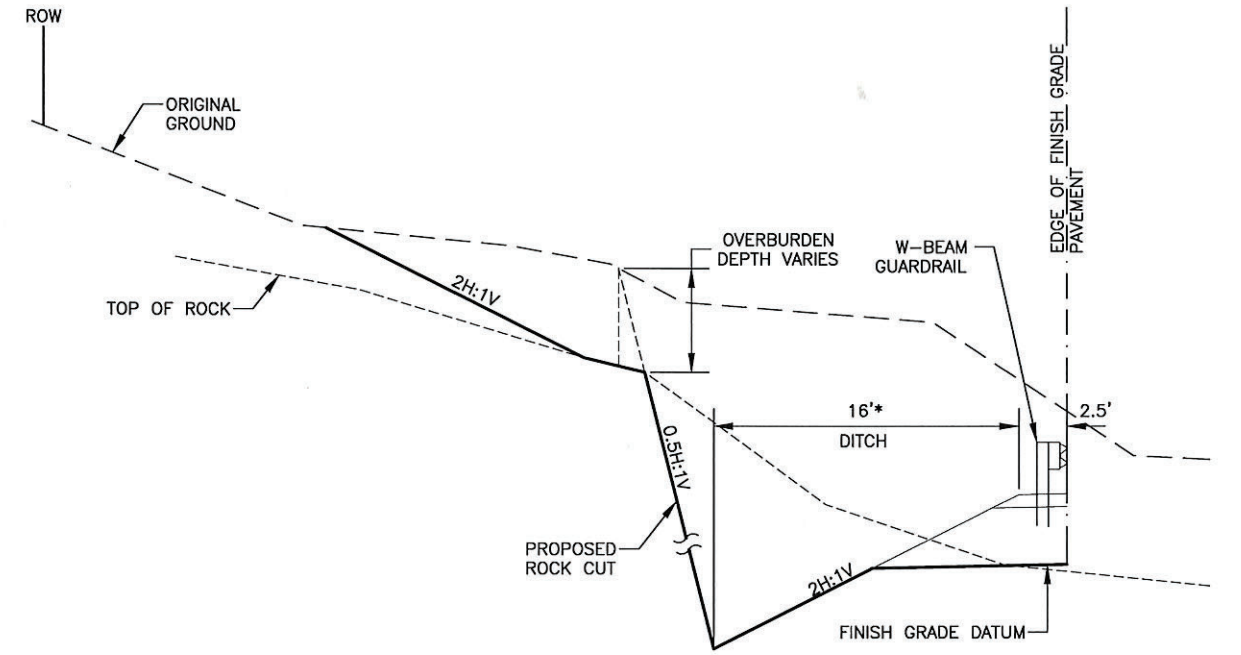 ROW
ORIGINAL
GROUND
EDGE OF FINISH GRADE
PAVEMENT
OVERBURDEN
DEPTH VARIES
W-BEAM
GUARDRAIL
2H:1V
TOP OF ROCK
16'*
DITCH
2.5'
0.5H:1V
PROPOSED
ROCK CUT
2H:1V
FINISH GRADE DATUM